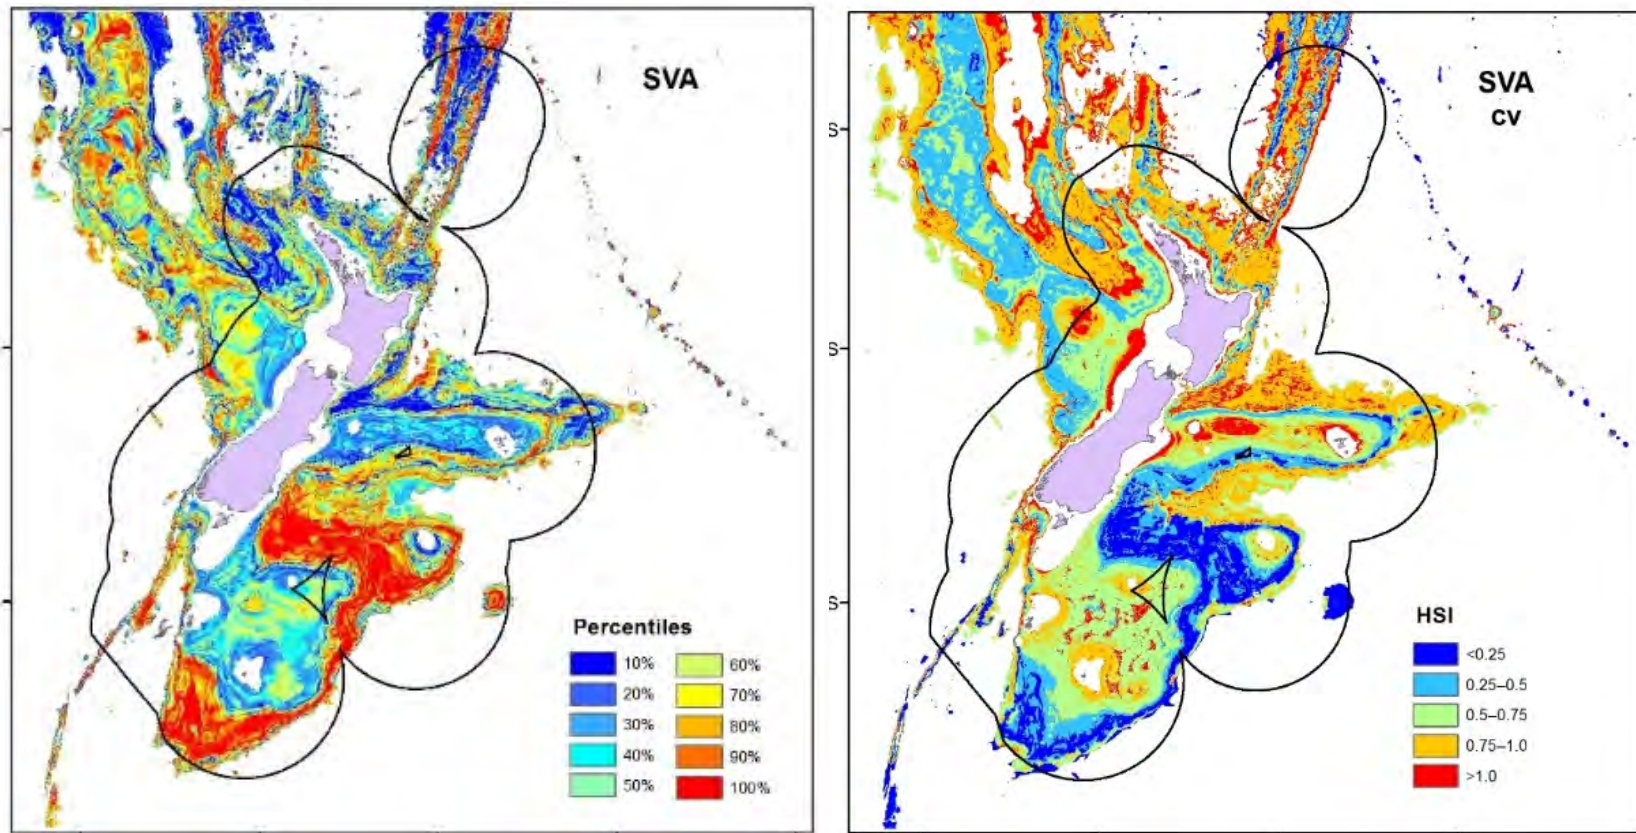 SVA
Percentiles
10% 60%
20% 70%
30% 80%
40% 90%
50% 100%
SVA
CV
S-
S-
S-
HSI
<0.25
0.25–0.5
0.5–0.75
0.75–1.0
>1.0